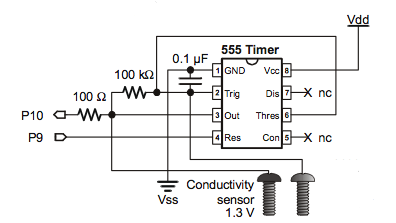 Vdd
0.1 µF
555 Timer
1 GND Vcc 8
100 kΩ
2 Trig Dis 7 X nc
100 Ω
P10
3 Out Thres 6
P9
4 Res Con 5 X nc
Vss
Conductivity
sensor
1.3 V